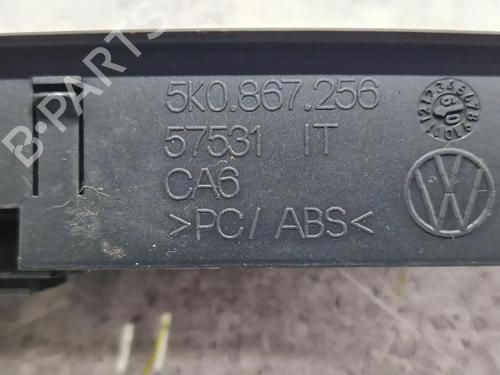 5K0.867.256
57531 IT
CA6
>PC/ABS<
B-Parts